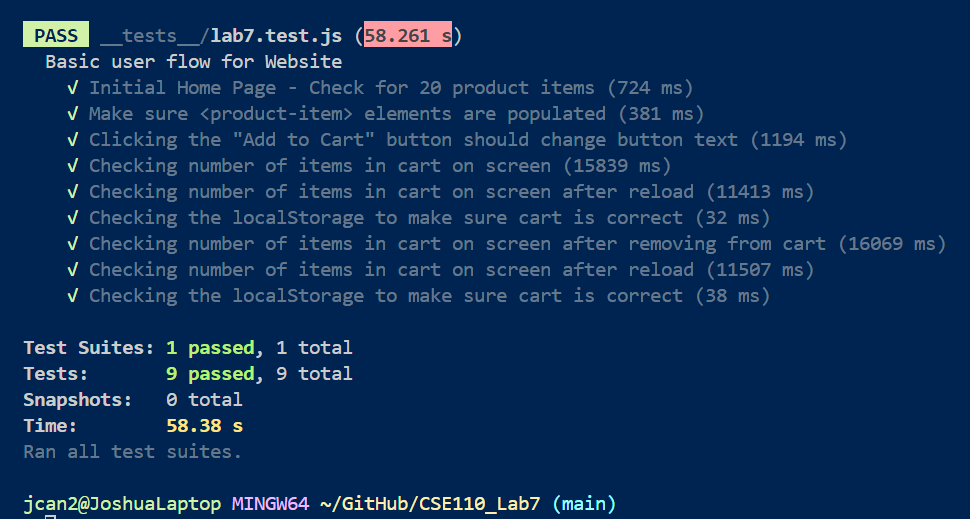 PASS __tests__/lab7.test.js (58.261 s)
Basic user flow for Website
√ Initial Home Page - Check for 20 product items (724 ms)
√ Make sure <product-item> elements are populated (381 ms)
√ Clicking the "Add to Cart" button should change button text (1194 ms)
√ Checking number of items in cart on screen (15839 ms)
√ Checking number of items in cart on screen after reload (11413 ms)
√ Checking the localStorage to make sure cart is correct (32 ms)
√ Checking number of items in cart on screen after removing from cart (16069 ms)
√ Checking number of items in cart on screen after reload (11507 ms)
√ Checking the localStorage to make sure cart is correct (38 ms)
Test Suites: 1 passed, 1 total
Tests: 9 passed, 9 total
Snapshots: 0 total
Time: 58.38 s
Ran all test suites.
jcan2@JoshuaLaptop MINGW64 ~/GitHub/CSE110_Lab7 (main)